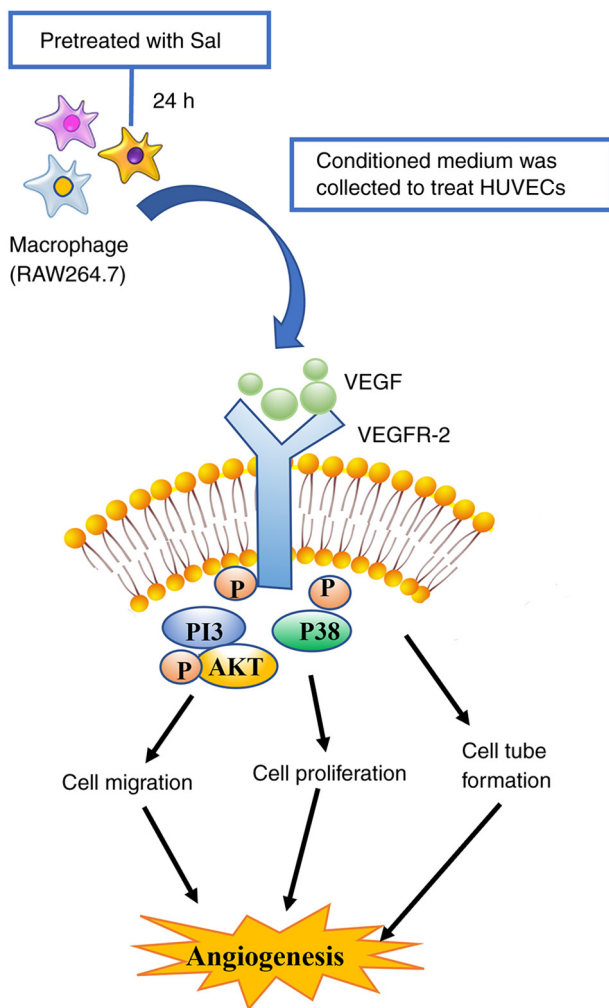 Pretreated with Sal
24 h
Conditioned medium was
collected to treat HUVECs
Macrophage
(RAW264.7)
VEGF
VEGFR-2
P
P
PI3
P38
P
AKT
Cell migration
Cell proliferation
Cell tube
formation
Angiogenesis